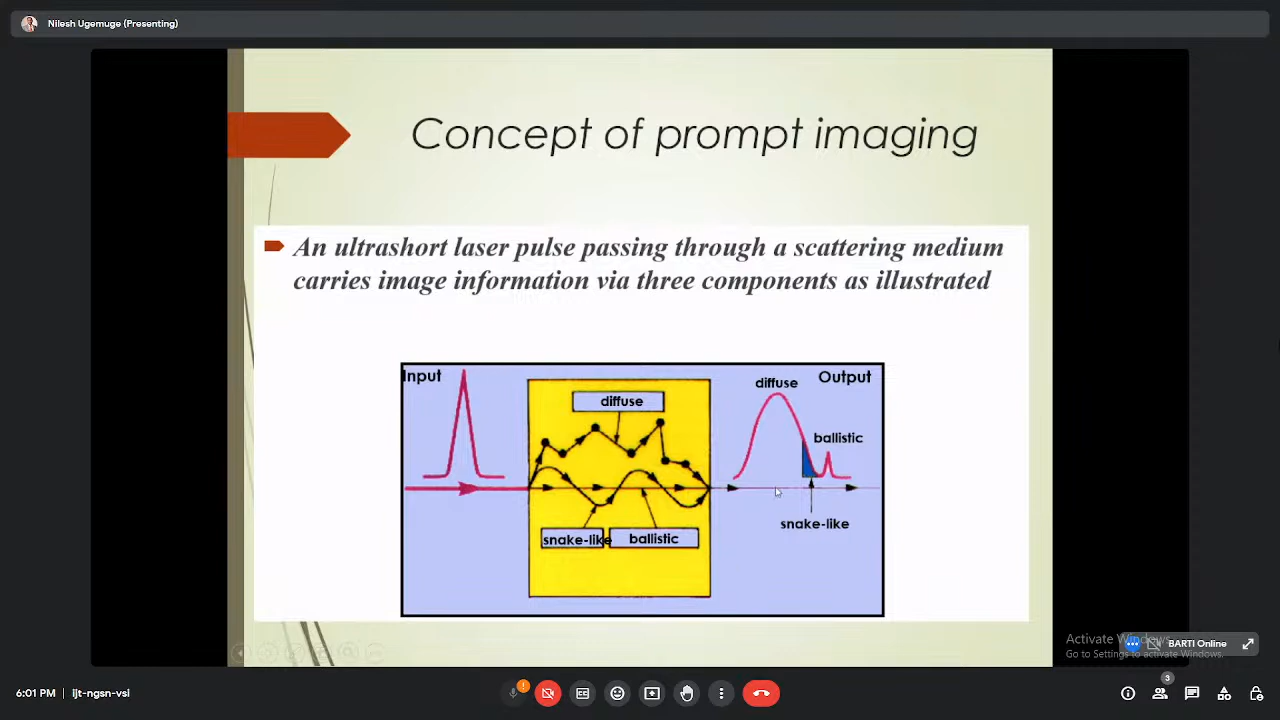 Nilesh Ugemuge (Presenting)
Concept of prompt imaging
An ultrashort laser pulse passing through a scattering medium
carries image information via three components as illustrated
Input
diffuse
snake-like
ballistic
diffuse
Output
ballistic
snake-like
Activate Windows
Go to Settings to activate Windows.
BARTI Online
6:01 PM | ijt-ngsn-vsi
3